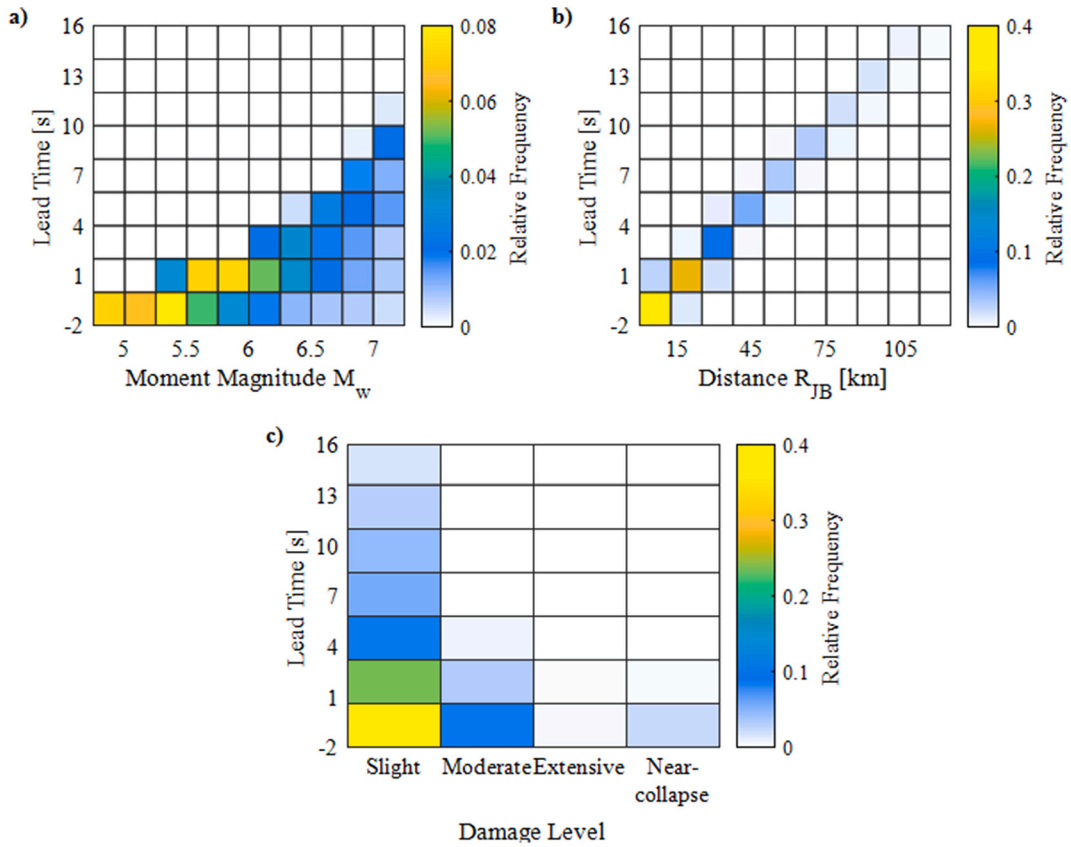 a)
16
13
10
7
4
1
-2
Lead Time [s]
5
5.5
6
6.5
7
Moment Magnitude M_w
0.08
0.06
0.04
0.02
0
Relative Frequency
b)
16
13
10
7
4
1
-2
Lead Time [s]
15
45
75
105
Distance R_JB [km]
0.4
0.3
0.2
0.1
0
Relative Frequency
c)
16
13
10
7
4
1
-2
Lead Time [s]
Slight
Moderate
Extensive
Near-
collapse
Damage Level
0.4
0.3
0.2
0.1
0
Relative Frequency